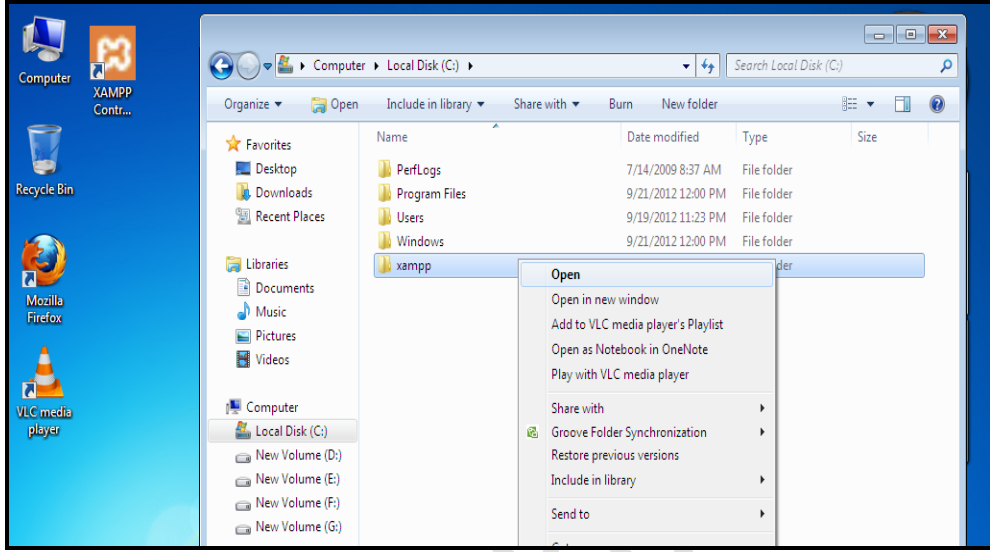 Computer
XAMPP
Contr...
Recycle Bin
Mozilla
Firefox
VLC media
player
Computer Local Disk (C:)
Search Local Disk (C:)
Organize Open Include in library Share with Burn New folder
Favorites
Desktop
Downloads
Recent Places
Libraries
Documents
Music
Pictures
Videos
Computer
Local Disk (C:)
New Volume (D:)
New Volume (E:)
New Volume (F:)
New Volume (G:)
Name Date modified Type Size
PerfLogs 7/14/2009 8:37 AM File folder
Program Files 9/21/2012 12:00 PM File folder
Users 9/19/2012 11:23 PM File folder
Windows 9/21/2012 12:00 PM File folder
xampp der
Open
Open in new window
Add to VLC media player's Playlist
Open as Notebook in OneNote
Play with VLC media player
Share with
Groove Folder Synchronization
Restore previous versions
Include in library
Send to